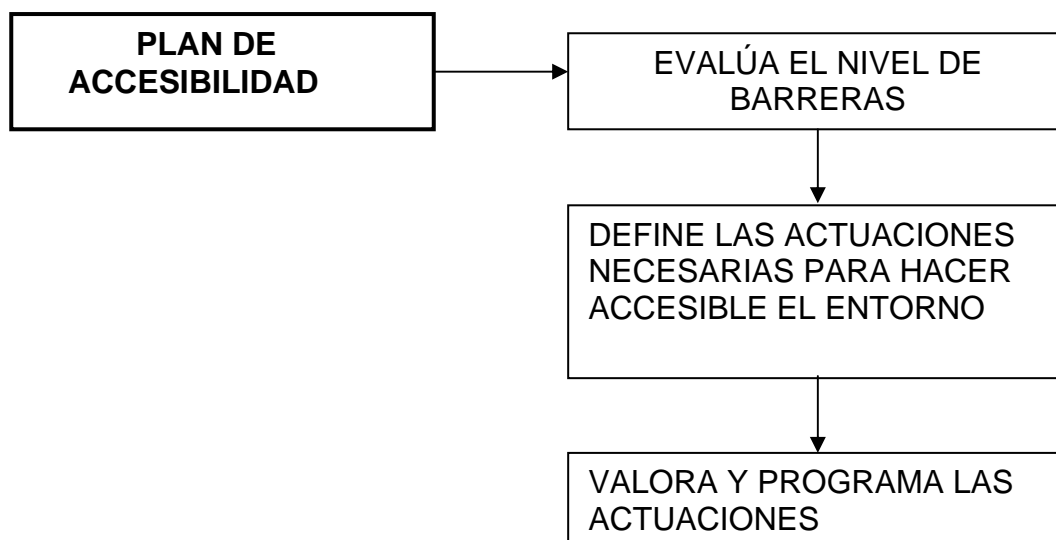 PLAN DE
ACCESIBILIDAD
EVALÚA EL NIVEL DE
BARRERAS
DEFINE LAS ACTUACIONES
NECESARIAS PARA HACER
ACCESIBLE EL ENTORNO
VALORA Y PROGRAMA LAS
ACTUACIONES